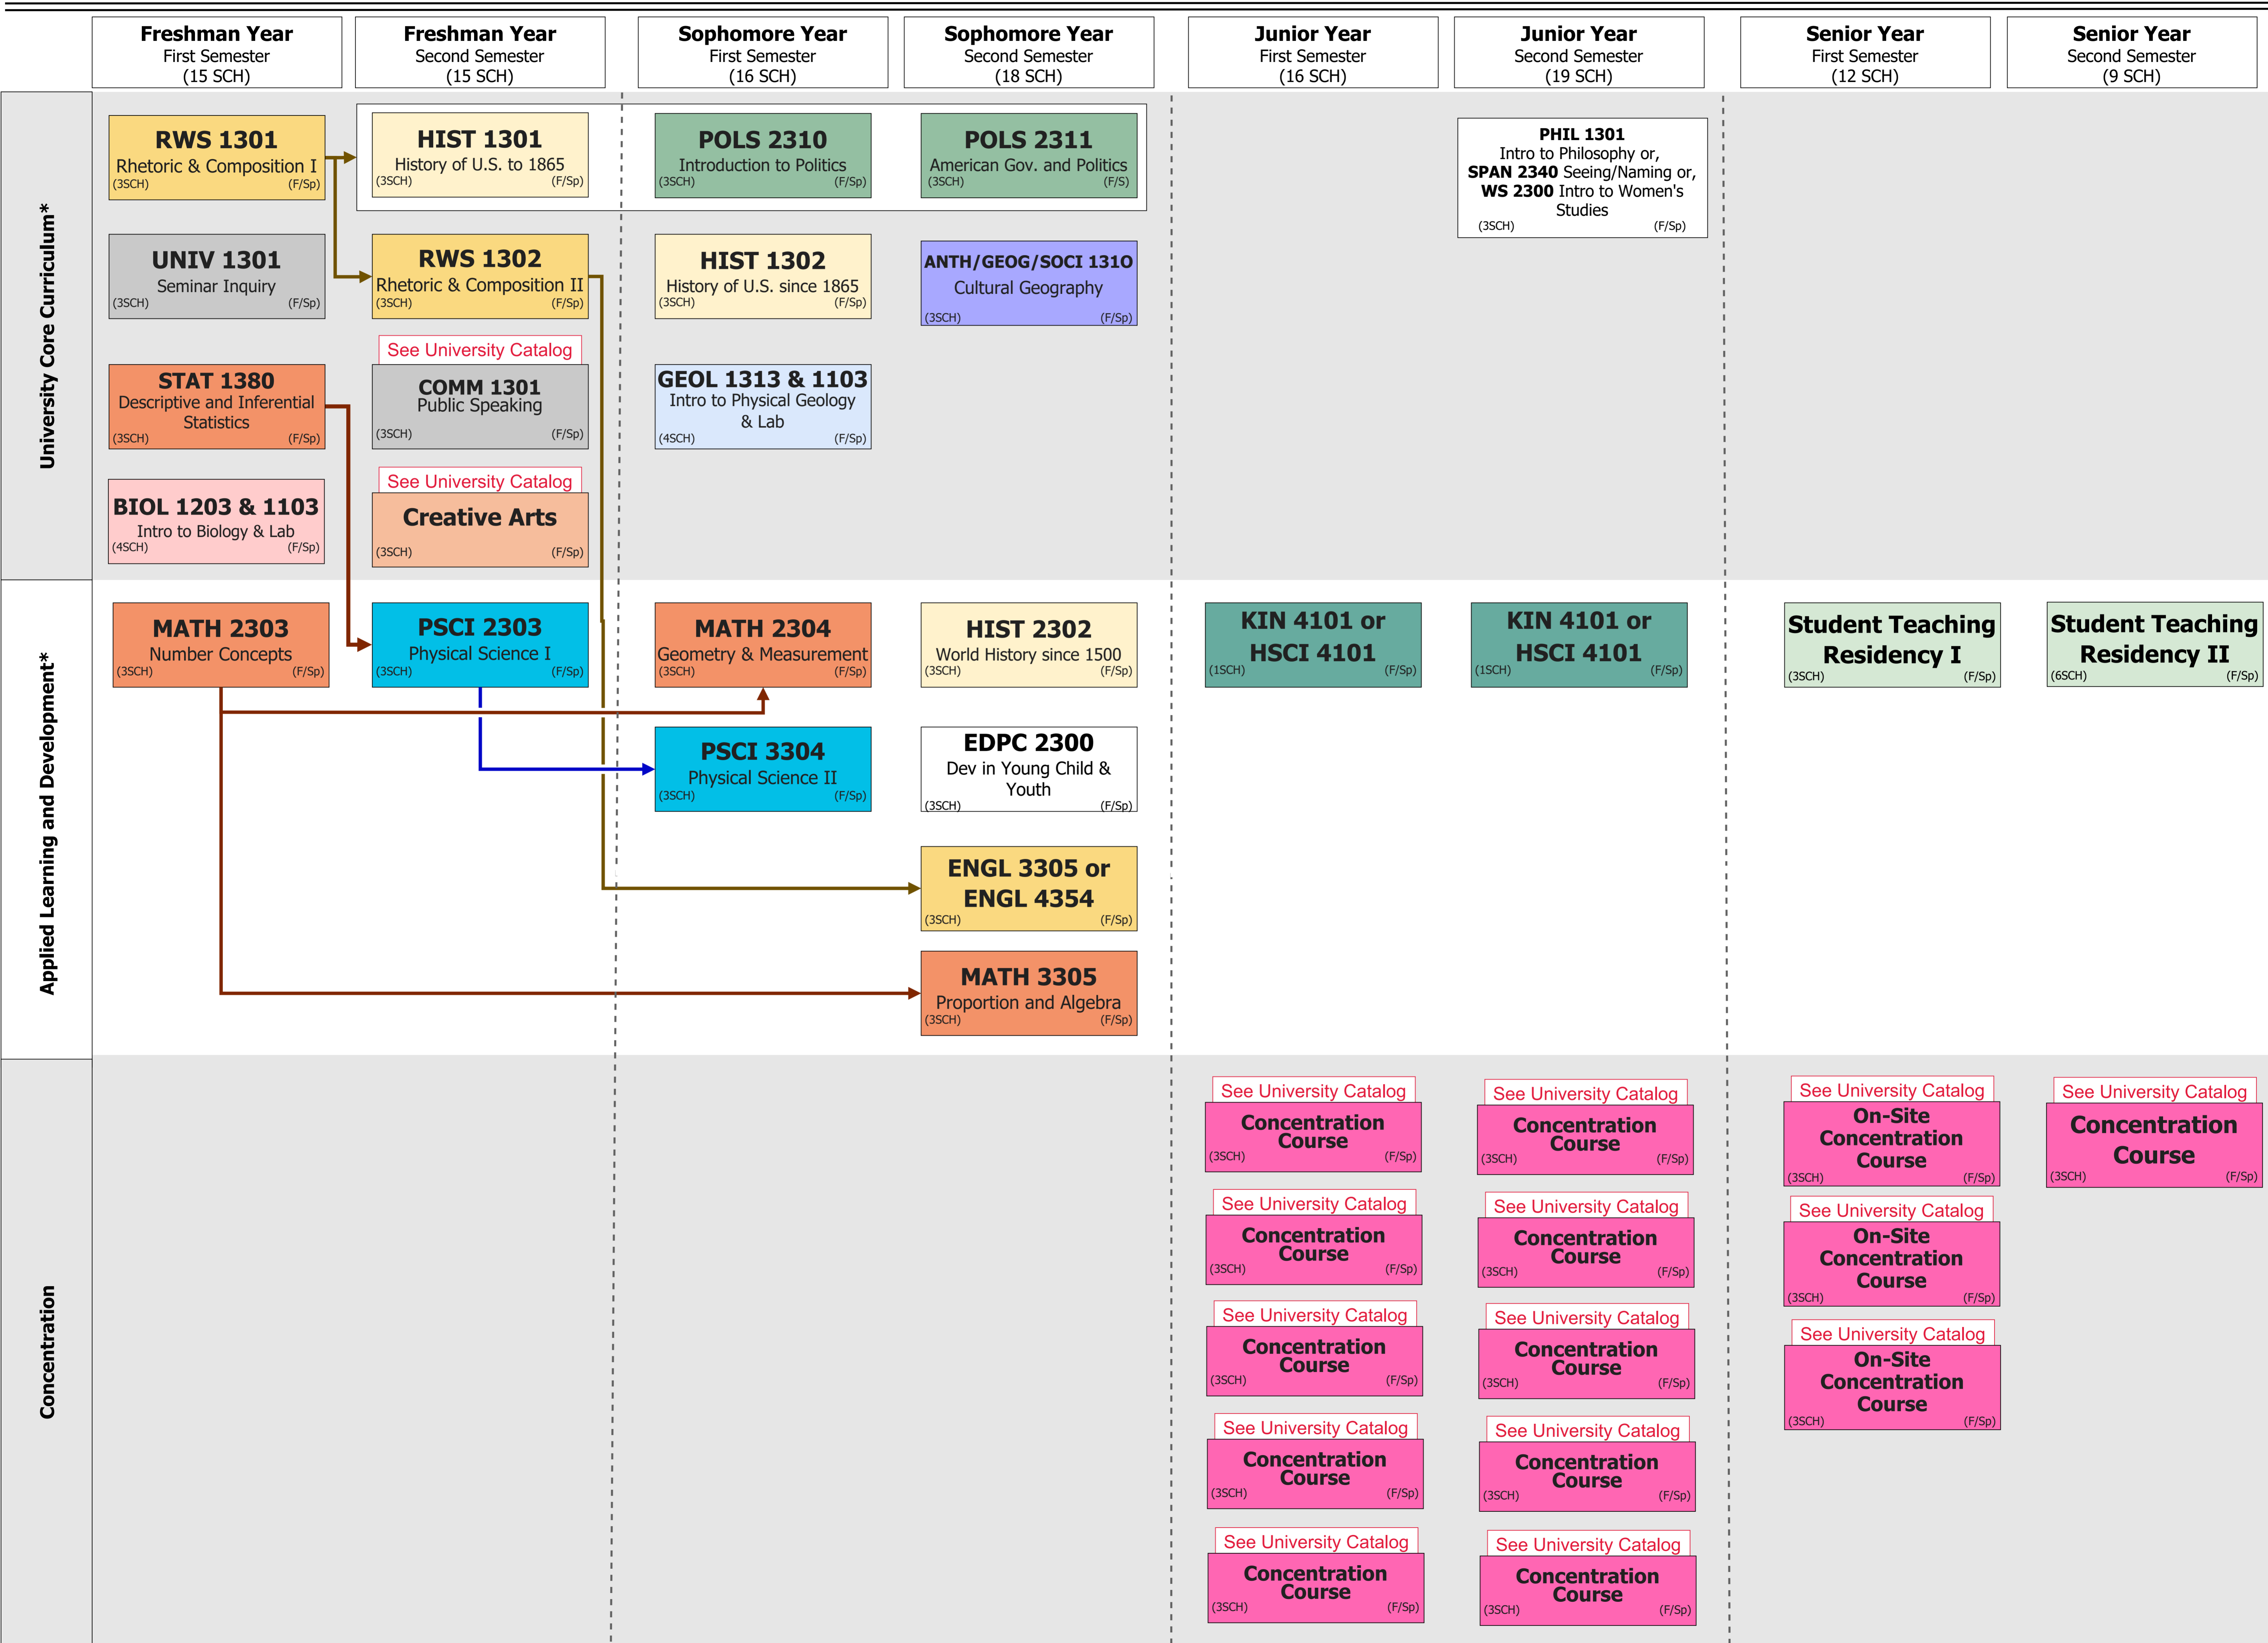 Freshman Year
First Semester
(15 SCH)
Freshman Year
Second Semester
(15 SCH)
Sophomore Year
First Semester
(16 SCH)
Sophomore Year
Second Semester
(18 SCH)
Junior Year
First Semester
(16 SCH)
Junior Year
Second Semester
(19 SCH)
Senior Year
First Semester
(12 SCH)
Senior Year
Second Semester
(9 SCH)
University Core Curriculum*
RWS 1301
Rhetoric & Composition I
(3SCH) (F/Sp)
HIST 1301
History of U.S. to 1865
(3SCH) (F/Sp)
POLS 2310
Introduction to Politics
(3SCH) (F/Sp)
POLS 2311
American Gov. and Politics
(3SCH) (F/S)
PHIL 1301
Intro to Philosophy or,
SPAN 2340 Seeing/Naming or,
WS 2300 Intro to Women's
Studies
(3SCH) (F/Sp)
UNIV 1301
Seminar Inquiry
(3SCH) (F/Sp)
RWS 1302
Rhetoric & Composition II
(3SCH) (F/Sp)
HIST 1302
History of U.S. since 1865
(3SCH) (F/Sp)
ANTH/GEOG/SOCI 131O
Cultural Geography
(3SCH) (F/Sp)
STAT 1380
Descriptive and Inferential
Statistics
(3SCH) (F/Sp)
See University Catalog
COMM 1301
Public Speaking
(3SCH) (F/Sp)
GEOL 1313 & 1103
Intro to Physical Geology
& Lab
(4SCH) (F/Sp)
BIOL 1203 & 1103
Intro to Biology & Lab
(4SCH) (F/Sp)
See University Catalog
Creative Arts
(3SCH) (F/Sp)
Applied Learning and Development*
MATH 2303
Number Concepts
(3SCH) (F/Sp)
PSCI 2303
Physical Science I
(3SCH) (F/Sp)
MATH 2304
Geometry & Measurement
(3SCH) (F/Sp)
HIST 2302
World History since 1500
(3SCH) (F/Sp)
KIN 4101 or
HSCI 4101
(1SCH) (F/Sp)
KIN 4101 or
HSCI 4101
(1SCH) (F/Sp)
Student Teaching
Residency I
(3SCH) (F/Sp)
Student Teaching
Residency II
(6SCH) (F/Sp)
PSCI 3304
Physical Science II
(3SCH) (F/Sp)
EDPC 2300
Dev in Young Child &
Youth
(3SCH) (F/Sp)
ENGL 3305 or
ENGL 4354
(3SCH) (F/Sp)
MATH 3305
Proportion and Algebra
(3SCH) (F/Sp)
Concentration
See University Catalog
Concentration
Course
(3SCH) (F/Sp)
See University Catalog
Concentration
Course
(3SCH) (F/Sp)
See University Catalog
On-Site
Concentration
Course
(3SCH) (F/Sp)
See University Catalog
Concentration
Course
(3SCH) (F/Sp)
See University Catalog
Concentration
Course
(3SCH) (F/Sp)
See University Catalog
Concentration
Course
(3SCH) (F/Sp)
See University Catalog
On-Site
Concentration
Course
(3SCH) (F/Sp)
See University Catalog
Concentration
Course
(3SCH) (F/Sp)
See University Catalog
Concentration
Course
(3SCH) (F/Sp)
See University Catalog
On-Site
Concentration
Course
(3SCH) (F/Sp)
See University Catalog
Concentration
Course
(3SCH) (F/Sp)
See University Catalog
Concentration
Course
(3SCH) (F/Sp)
See University Catalog
Concentration
Course
(3SCH) (F/Sp)
See University Catalog
Concentration
Course
(3SCH) (F/Sp)